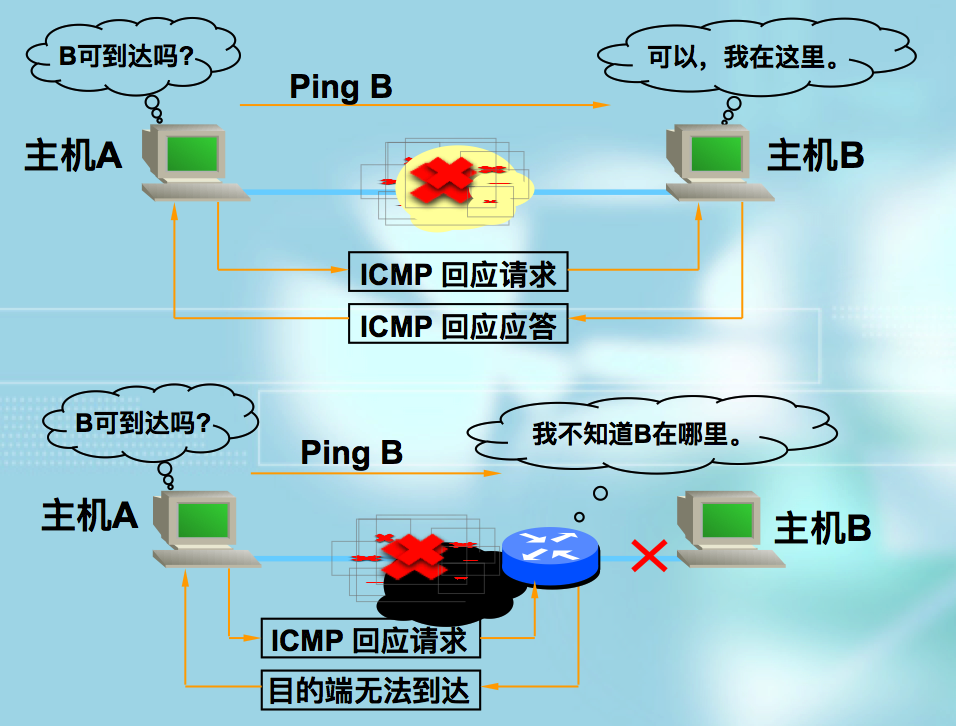 B可到达吗?
可以，我在这里。
Ping B
主机A
主机B
ICMP 回应请求
ICMP 回应应答
B可到达吗?
我不知道B在哪里。
Ping B
主机A
主机B
ICMP 回应请求
目的端无法到达